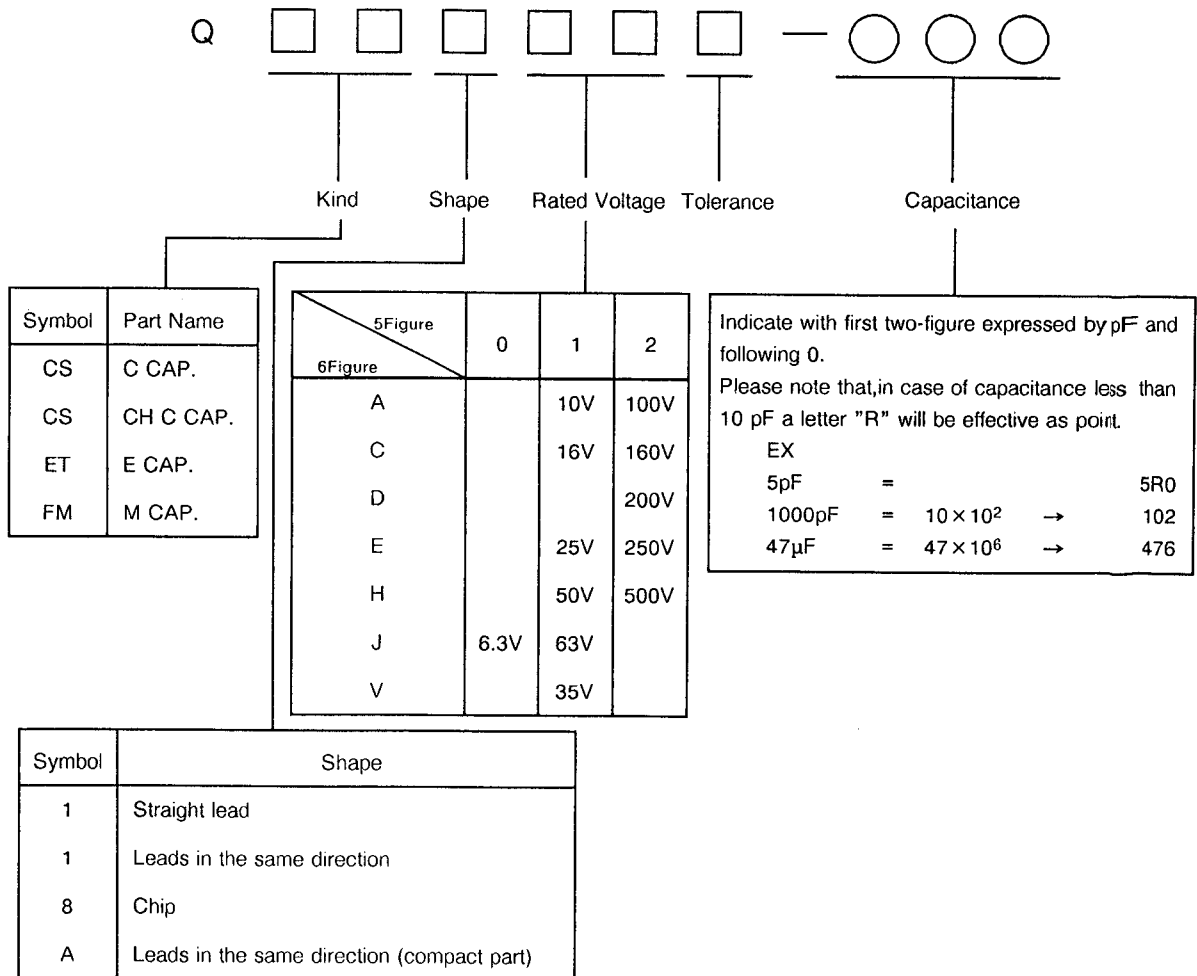 Q —
Kind Shape Rated Voltage Tolerance Capacitance
Symbol Part Name
CS C CAP.
CS CH C CAP.
ET E CAP.
FM M CAP.
5Figure
6Figure
0 1 2
A 10V 100V
C 16V 160V
D 200V
E 25V 250V
H 50V 500V
J 6.3V 63V
V 35V
Indicate with first two-figure expressed by pF and
following 0.
Please note that,in case of capacitance less than
10 pF a letter "R" will be effective as point.
EX
5pF = 5R0
1000pF = 10×10² → 102
47µF = 47×10⁶ → 476
Symbol Shape
1 Straight lead
1 Leads in the same direction
8 Chip
A Leads in the same direction (compact part)